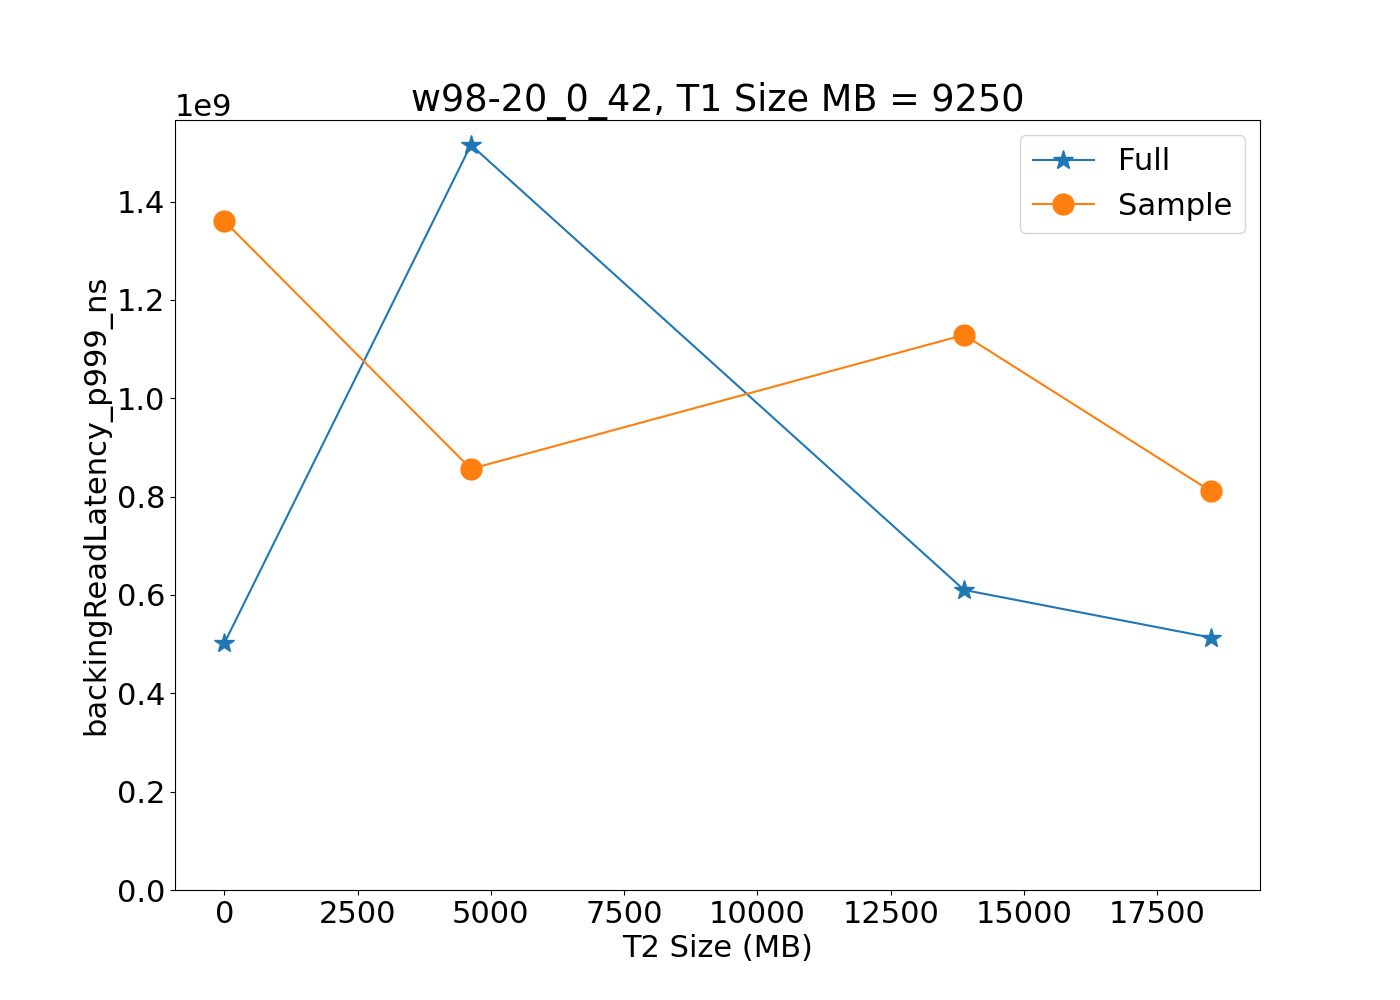 w98-20_0_42, T1 Size MB = 9250
1e9
Full
Sample
1.4
1.2
1.0
0.8
0.6
0.4
0.2
0.0
backingReadLatency_p999_ns
0 2500 5000 7500 10000 12500 15000 17500
T2 Size (MB)